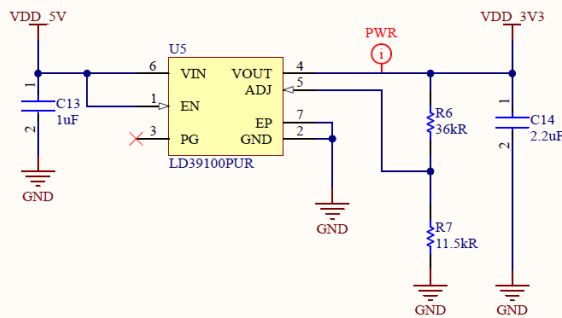 VDD_5V
VDD_3V3
PWR
i
U5
6 VIN VOUT 4
ADJ 5
1 EN
EP 7
3 PG GND 2
LD39100PUR
1
C13
1uF
2
GND
GND
R6
36kR
R7
11.5kR
GND
1
C14
2.2uF
2
GND